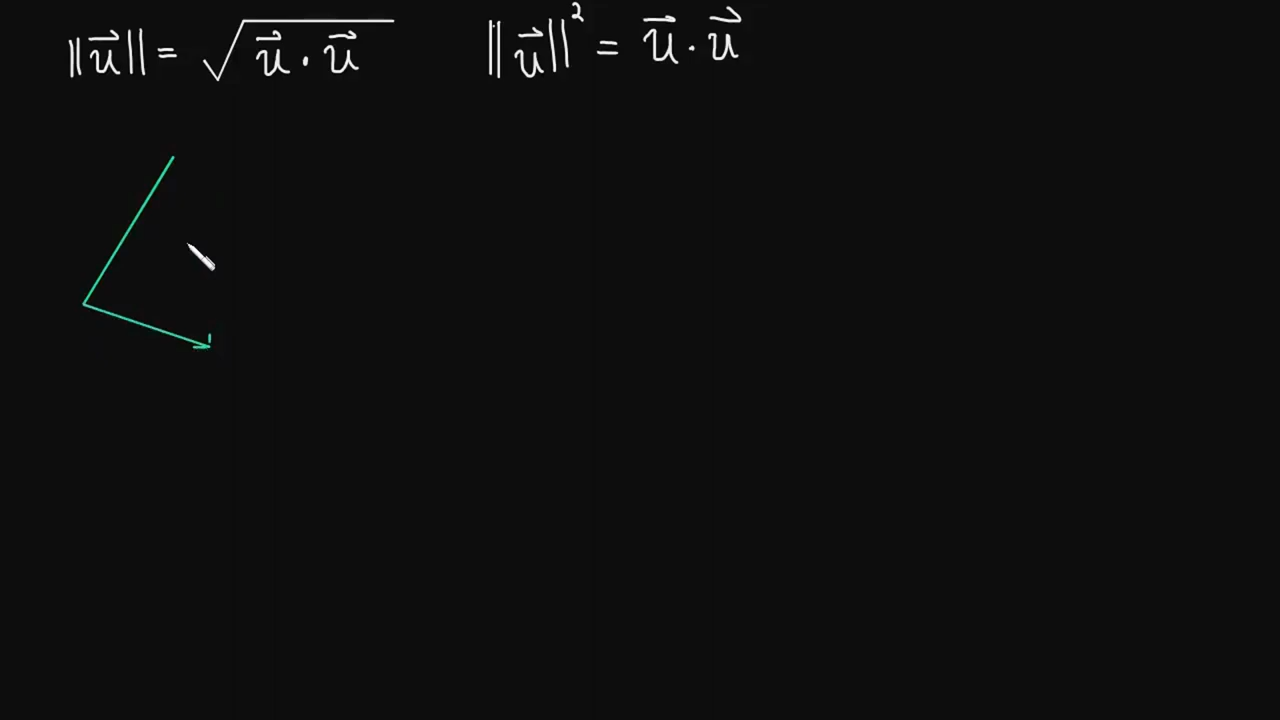 ‖u⃗‖ = √(u⃗ · u⃗)    ‖u⃗‖² = u⃗ · u⃗